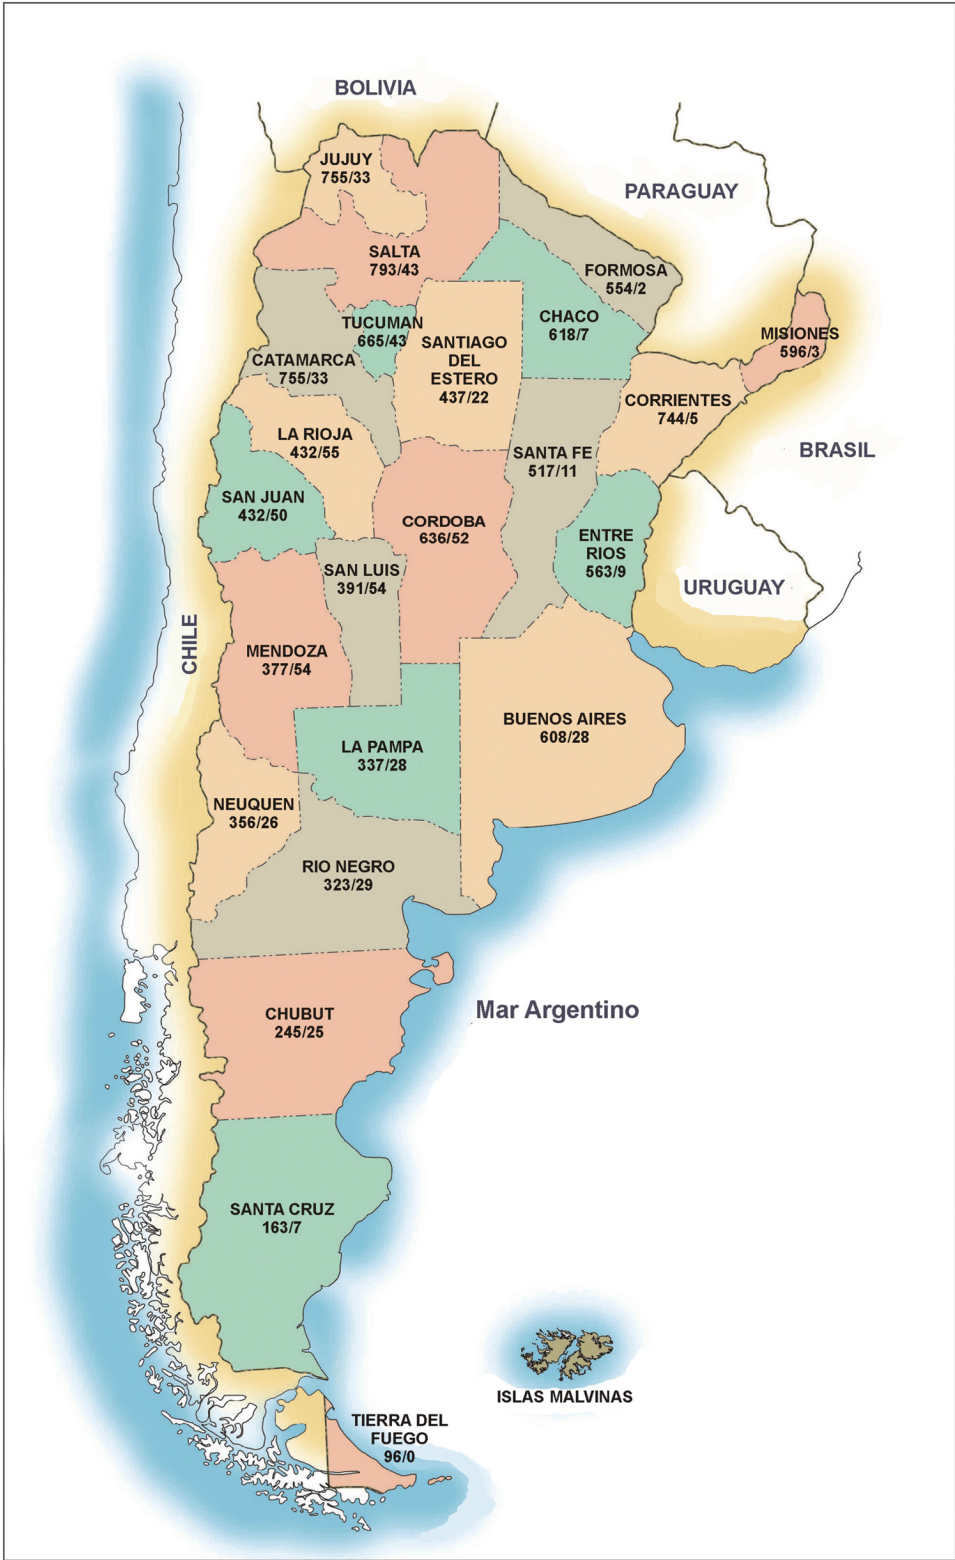 BOLIVIA
JUJUY
755/33
PARAGUAY
SALTA
793/43
FORMOSA
554/2
CHACO
618/7
TUCUMAN
665/43
MISIONES
596/3
SANTIAGO
DEL
ESTERO
437/22
CATAMARCA
755/33
CORRIENTES
744/5
LA RIOJA
432/55
SANTA FE
517/11
BRASIL
SAN JUAN
432/50
CORDOBA
636/52
ENTRE
RIOS
563/9
SAN LUIS
391/54
URUGUAY
CHILE
MENDOZA
377/54
BUENOS AIRES
608/28
LA PAMPA
337/28
NEUQUEN
356/26
RIO NEGRO
323/29
Mar Argentino
CHUBUT
245/25
SANTA CRUZ
163/7
ISLAS MALVINAS
TIERRA DEL
FUEGO
96/0